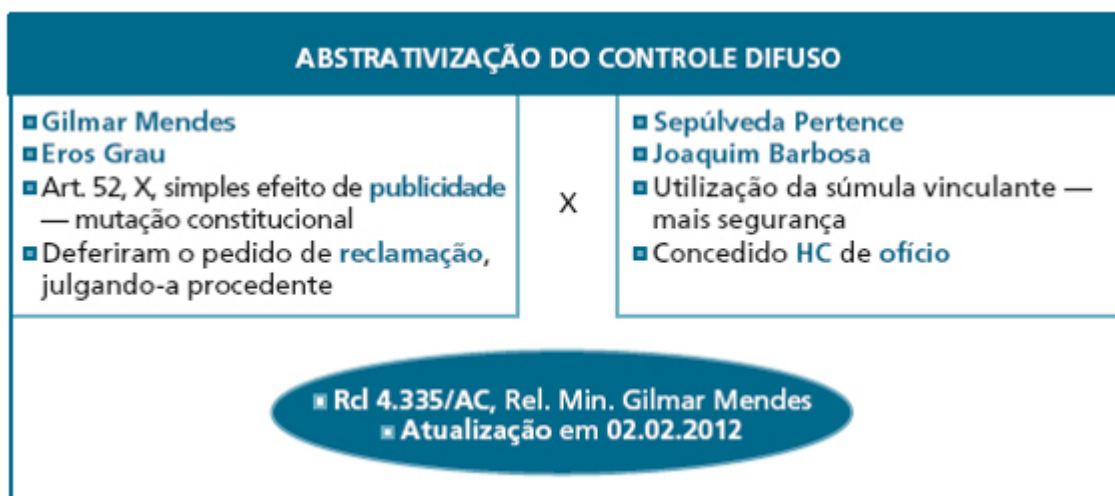 ABSTRATIVIZAÇÃO DO CONTROLE DIFUSO
Gilmar Mendes
Eros Grau
Art. 52, X, simples efeito de publicidade
— mutação constitucional
Deferiram o pedido de reclamação,
julgando-a procedente
X
Sepúlveda Pertence
Joaquim Barbosa
Utilização da súmula vinculante —
mais segurança
Concedido HC de ofício
Rcl 4.335/AC, Rel. Min. Gilmar Mendes
Atualização em 02.02.2012